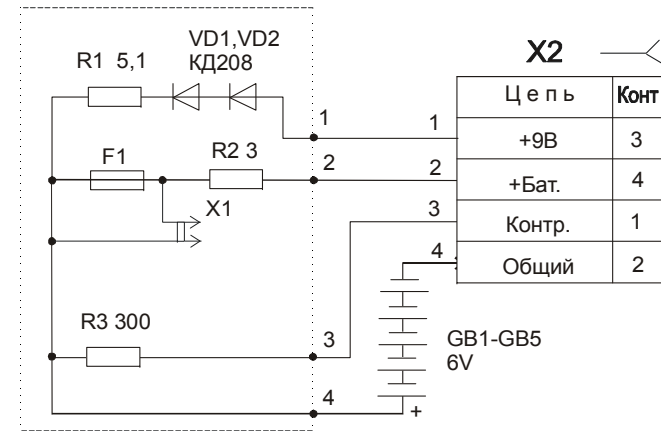 VD1,VD2
R1 5,1
КД208
X2
Цепь Конт
1 1 +9В 3
F1 R2 3
2 2 +Бат. 4
X1
3 Контр. 1
4 Общий 2
R3 300
3
GB1-GB5
6V
4
+